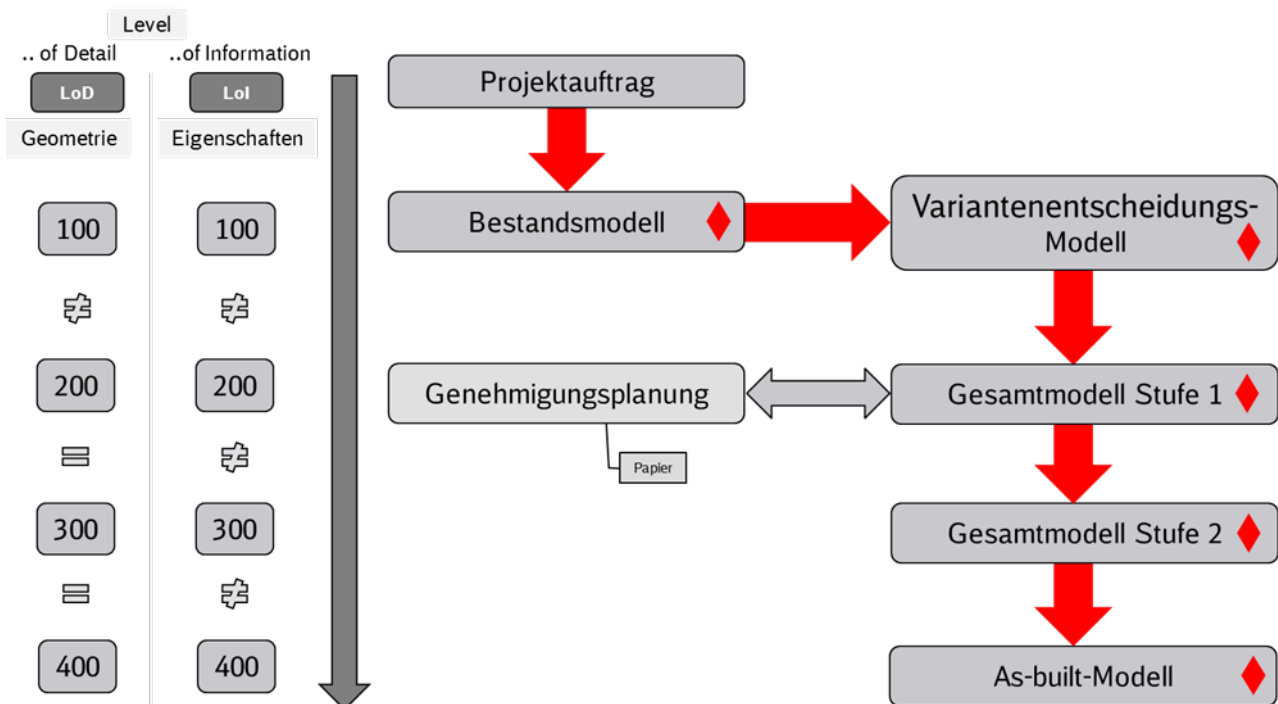 Level
.. of Detail
..of Information
LoD
LoI
Geometrie
Eigenschaften
100
100
≠
≠
200
200
=
≠
300
300
=
≠
400
400
Projektauftrag
Bestandsmodell
Variantenentscheidungs-
Modell
Genehmigungsplanung
Papier
Gesamtmodell Stufe 1
Gesamtmodell Stufe 2
As-built-Modell